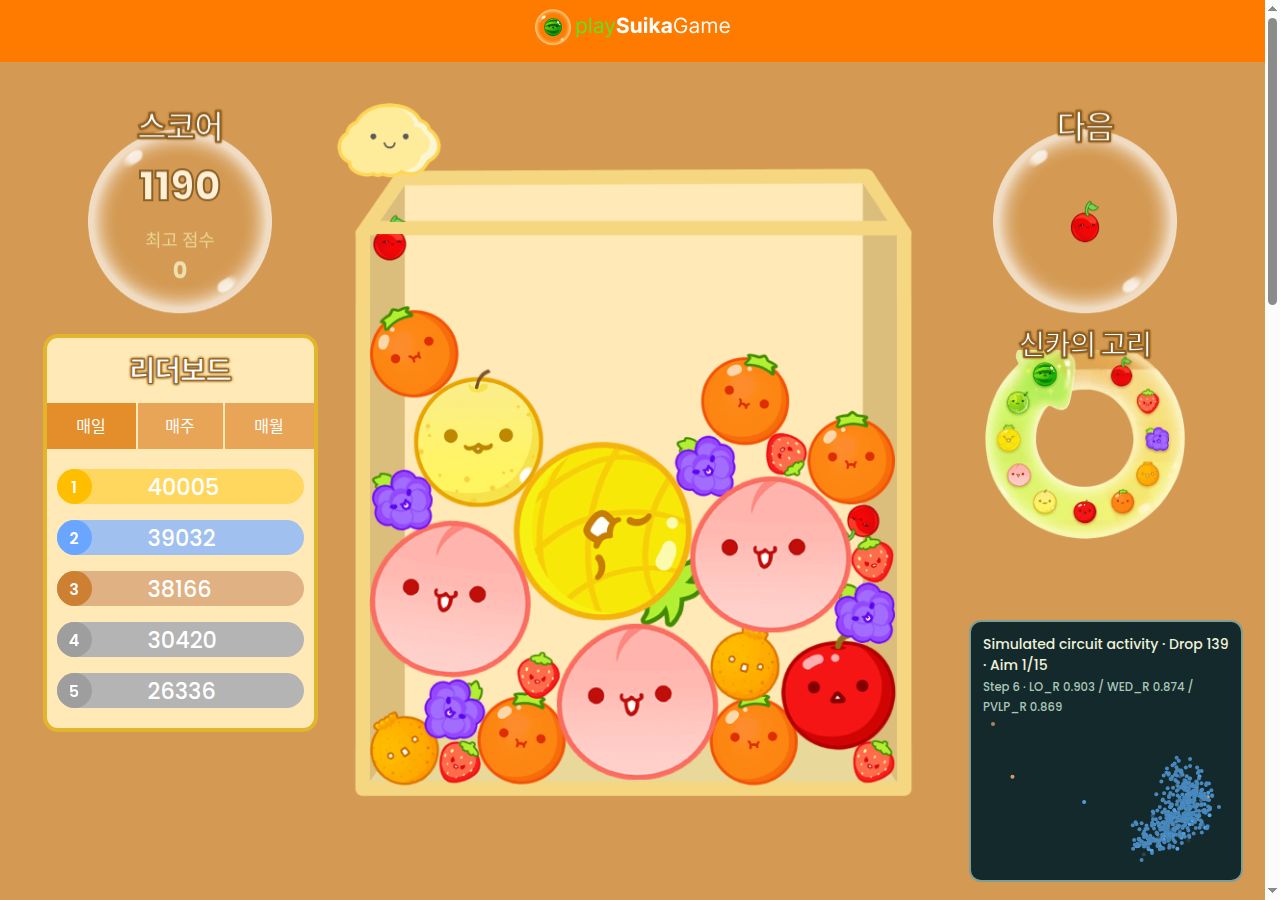 playSuikaGame
스코어
1190
최고 점수
0
다음
신카의 고리
리더보드
매일 매주 매월
1 40005
2 39032
3 38166
4 30420
5 26336
Simulated circuit activity · Drop 139
· Aim 1/15
Step 6 · LO_R 0.903 / WED_R 0.874 /
PVLP_R 0.869